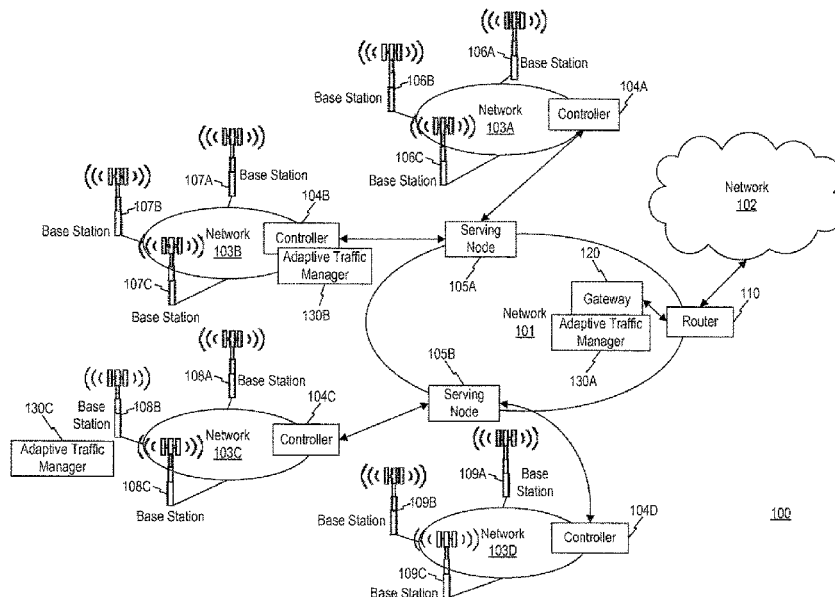 106A
Base Station
106B
Base Station
104A
Network
103A
Controller
106C
Base Station
107A
Base Station
107B
Base Station
104B
Network
103B
Controller
Adaptive Traffic
Manager
107C
Base Station
130B
Serving
Node
105A
Network
102
120
Gateway
110
Network
101
Adaptive Traffic
Manager
Router
130A
105B
Serving
Node
108A
Base Station
104C
130C
Base
Station
108B
Adaptive Traffic
Manager
Network
103C
Controller
108C
Base Station
109A
Base
Station
109B
Base Station
104D
Network
103D
Controller
109C
Base Station
100